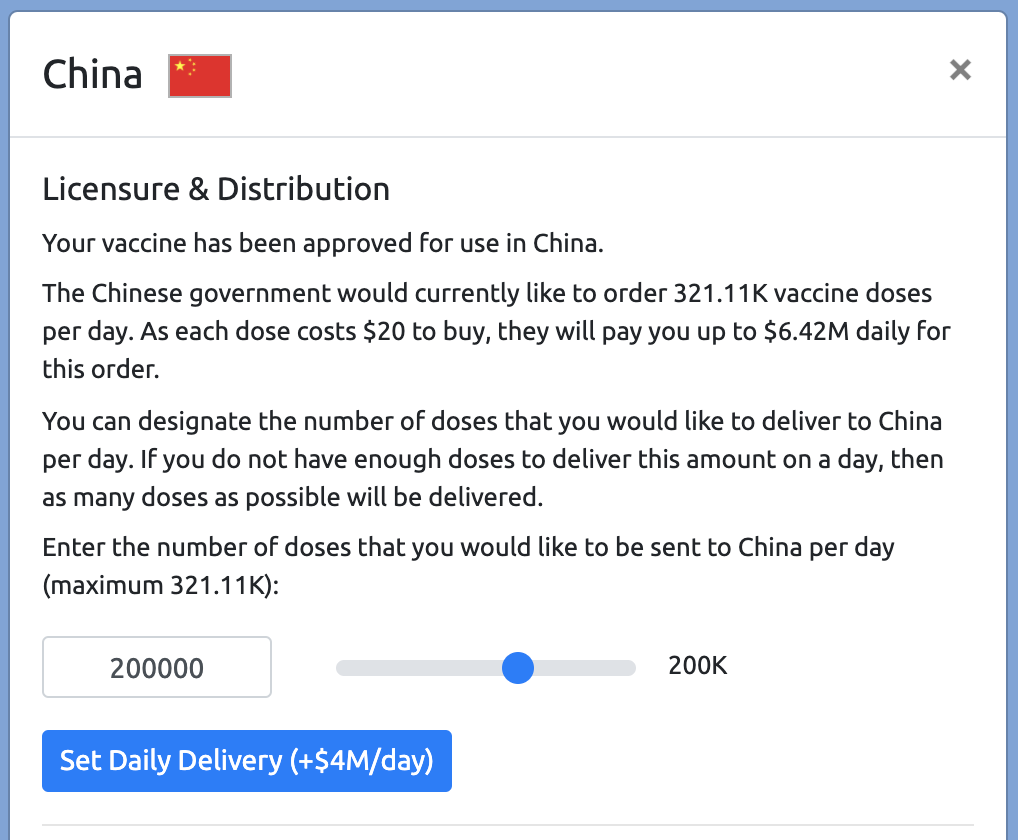 China
×
Licensure & Distribution
Your vaccine has been approved for use in China.
The Chinese government would currently like to order 321.11K vaccine doses
per day. As each dose costs $20 to buy, they will pay you up to $6.42M daily for
this order.
You can designate the number of doses that you would like to deliver to China
per day. If you do not have enough doses to deliver this amount on a day, then
as many doses as possible will be delivered.
Enter the number of doses that you would like to be sent to China per day
(maximum 321.11K):
200000
200K
Set Daily Delivery (+$4M/day)